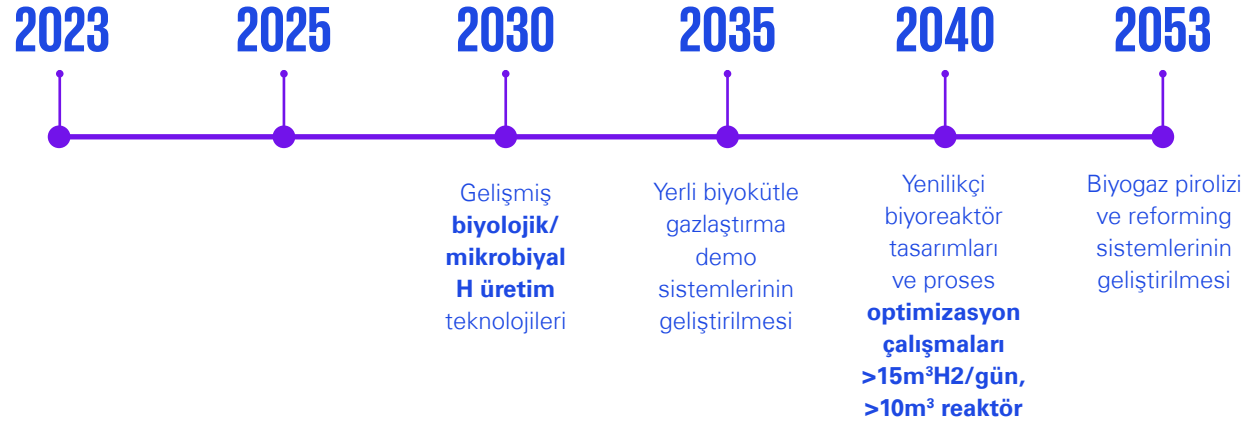 2023
2025
2030
2035
2040
2053
Gelişmiş
biyolojik/
mikrobiyal
H üretim
teknolojileri
Yerli biyokütle
gazlaştırma
demo
sistemlerinin
geliştirilmesi
Yenilikçi
biyoreaktör
tasarımları
ve proses
optimizasyon
çalışmaları
>15m³H2/gün,
>10m³ reaktör
Biyogaz pirolizi
ve reforming
sistemlerinin
geliştirilmesi